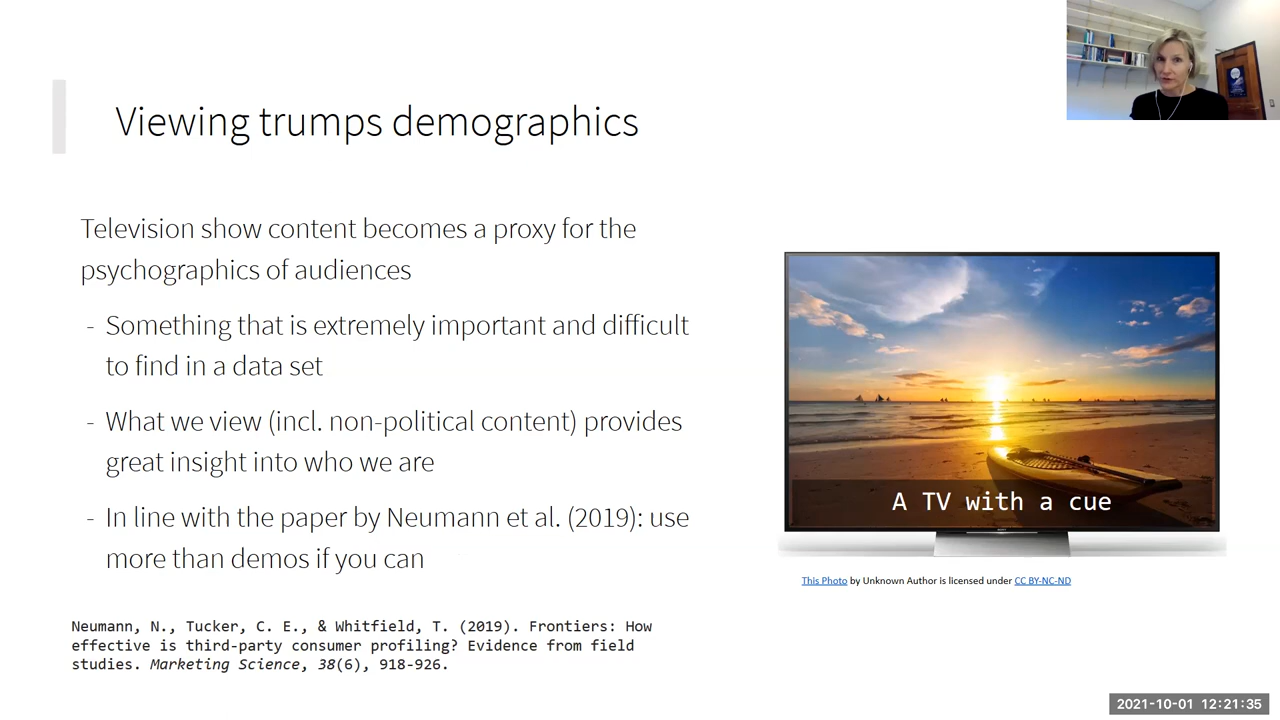 Viewing trumps demographics
Television show content becomes a proxy for the
psychographics of audiences
- Something that is extremely important and difficult
to find in a data set
- What we view (incl. non-political content) provides
great insight into who we are
- In line with the paper by Neumann et al. (2019): use
more than demos if you can
Neumann, N., Tucker, C. E., & Whitfield, T. (2019). Frontiers: How
effective is third-party consumer profiling? Evidence from field
studies. Marketing Science, 38(6), 918-926.
A TV with a cue
This Photo by Unknown Author is licensed under CC BY-NC-ND
2021-10-01 12:21:35